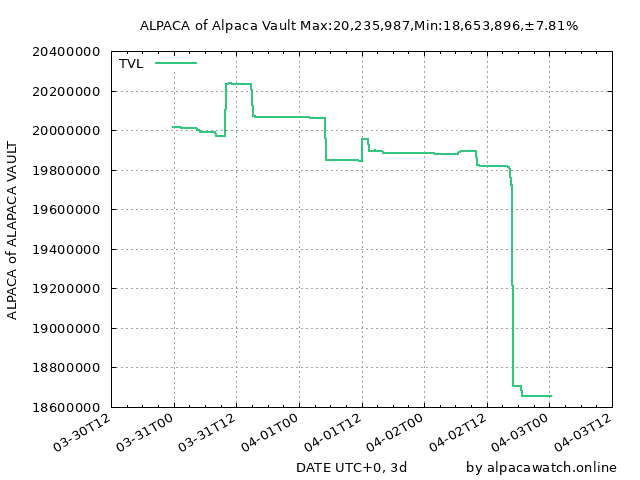 ALPACA of Alpaca Vault Max:20,235,987,Min:18,653,896,±7.81%
TVL
20400000
20200000
20000000
19800000
19600000
19400000
19200000
19000000
18800000
18600000
ALPACA of ALAPACA VAULT
03-30T12
03-31T00
03-31T12
04-01T00
04-01T12
04-02T00
04-02T12
04-03T00
04-03T12
DATE UTC+0, 3d
by alpacawatch.online